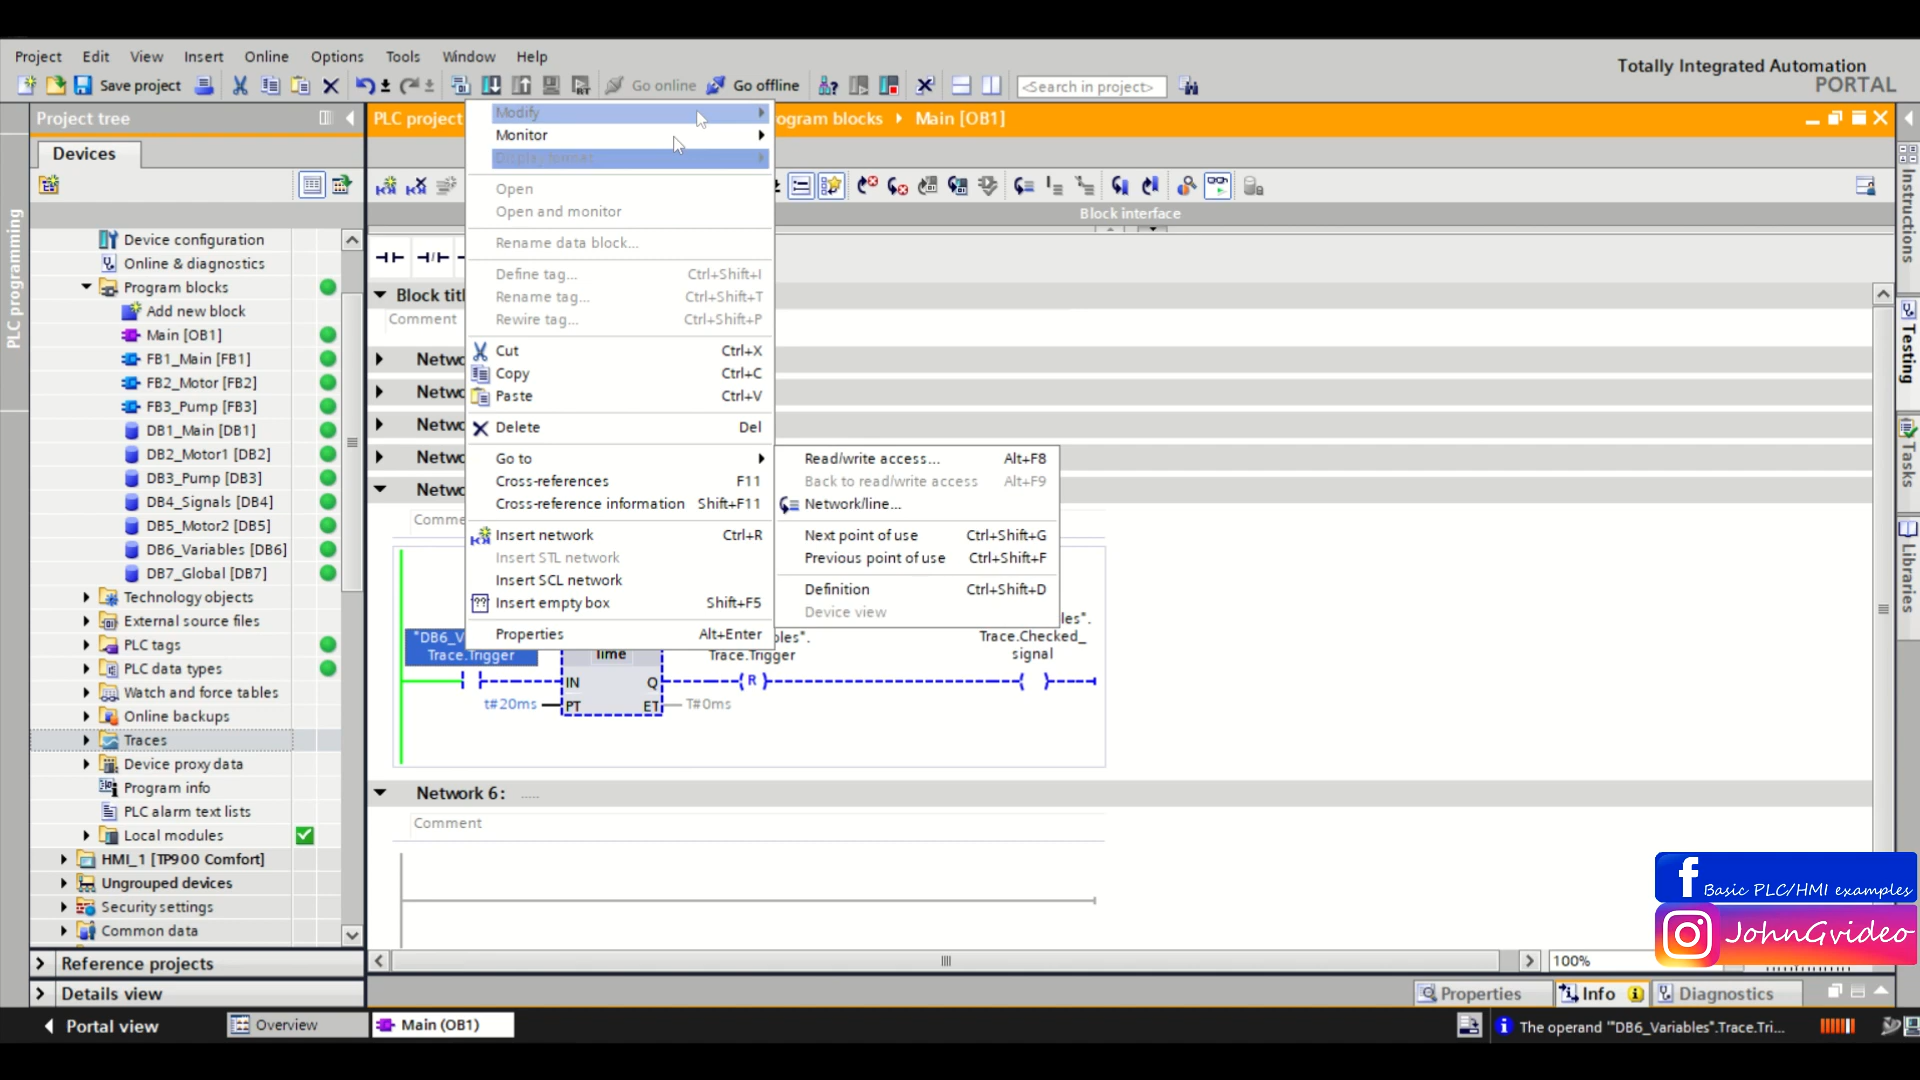 Project Edit View Insert Online Options Tools Window Help
Totally Integrated Automation
PORTAL
Save project Go online Go offline <Search in project>
Project tree
PLC project
ogram blocks Main [OB1]
Devices
PLC programming
Device configuration
Online & diagnostics
Program blocks
Add new block
Main [OB1]
FB1_Main [FB1]
FB2_Motor [FB2]
FB3_Pump [FB3]
DB1_Main [DB1]
DB2_Motor1 [DB2]
DB3_Pump [DB3]
DB4_Signals [DB4]
DB5_Motor2 [DB5]
DB6_Variables [DB6]
DB7_Global [DB7]
Technology objects
External source files
PLC tags
PLC data types
Watch and force tables
Online backups
Traces
Device proxy data
Program info
PLC alarm text lists
Local modules
HMI_1 [TP900 Comfort]
Ungrouped devices
Security settings
Common data
Reference projects
Details view
Modify
Monitor
Display format
Open
Open and monitor
Rename data block...
Define tag... Ctrl+Shift+I
Rename tag... Ctrl+Shift+T
Rewire tag... Ctrl+Shift+P
Cut Ctrl+X
Copy Ctrl+C
Paste Ctrl+V
Delete Del
Go to
Cross-references F11
Cross-reference information Shift+F11
Insert network Ctrl+R
Insert STL network
Insert SCL network
Insert empty box Shift+F5
Properties Alt+Enter
Read/write access... Alt+F8
Back to read/write access Alt+F9
Network/line...
Next point of use Ctrl+Shift+G
Previous point of use Ctrl+Shift+F
Definition Ctrl+Shift+D
Device view
Block interface
Block titl
Comment
Netwo
Netwo
Netwo
Netwo
Netwo
Comme
"DB6_V
Trace.Trigger
Time
IN Q
t#20ms PT ET T#0ms
bles".
Trace.Trigger
R
les".
Trace.Checked_
signal
Network 6: .....
Comment
100%
Instructions
Testing
Tasks
Libraries
f Basic PLC/HMI examples
JohnGvideo
Properties Info Diagnostics
Portal view Overview Main (OB1) The operand '"DB6_Variables".Trace.Tri...